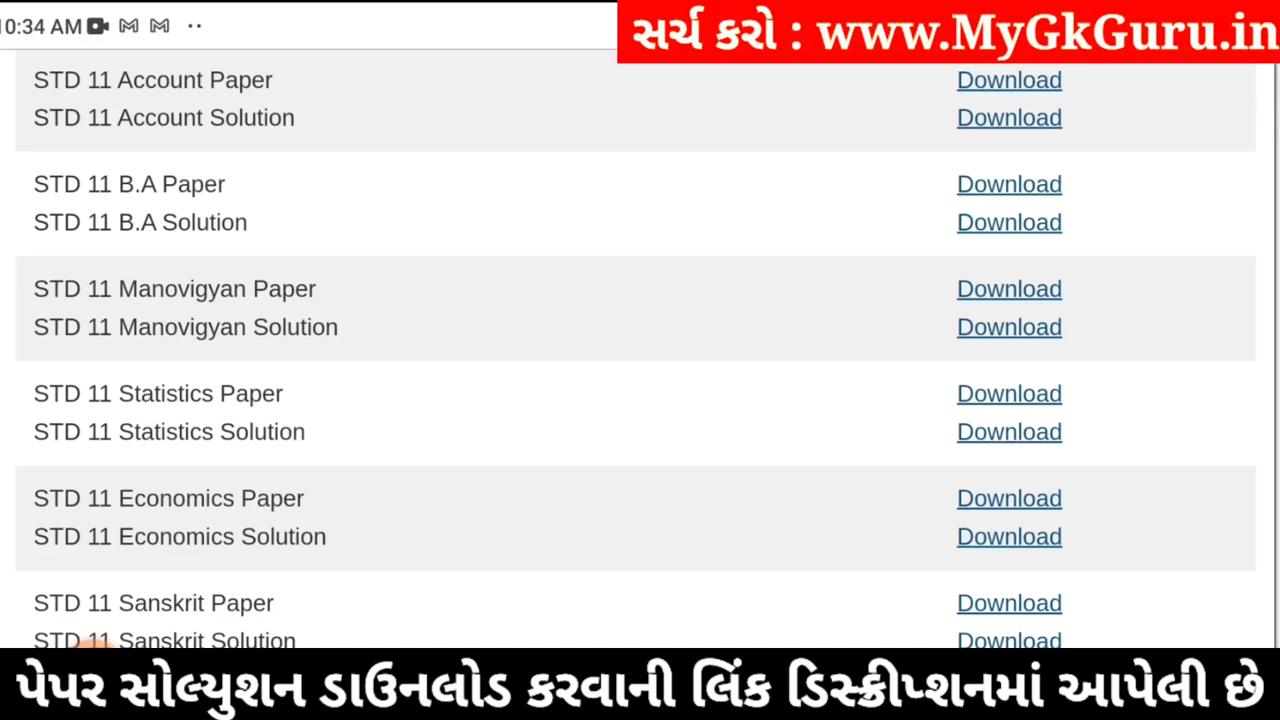 10:34 AM
સર્ચ કરો : www.MyGkGuru.in
STD 11 Account Paper Download
STD 11 Account Solution Download
STD 11 B.A Paper Download
STD 11 B.A Solution Download
STD 11 Manovigyan Paper Download
STD 11 Manovigyan Solution Download
STD 11 Statistics Paper Download
STD 11 Statistics Solution Download
STD 11 Economics Paper Download
STD 11 Economics Solution Download
STD 11 Sanskrit Paper Download
STD 11 Sanskrit Solution Download
પેપર સોલ્યુશન ડાઉનલોડ કરવાની લિંક ડિસ્ક્રીપ્શનમાં આપેલી છે